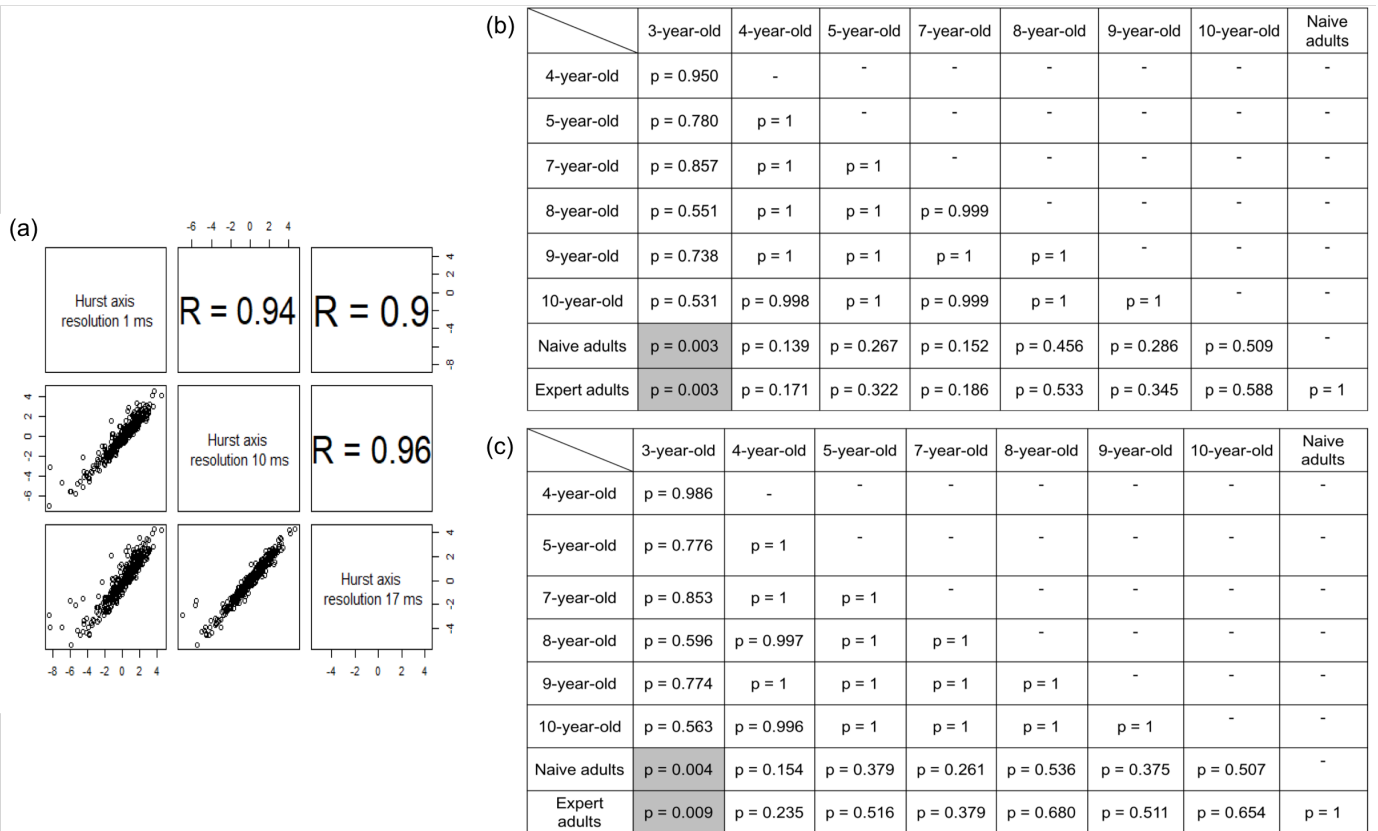 (a)
-6 -4 -2 0 2 4
Hurst axis
resolution 1 ms
R = 0.94
R = 0.9
4
2
0
-4
-8
4
2
0
-2
-4
-6
Hurst axis
resolution 10 ms
R = 0.96
Hurst axis
resolution 17 ms
4
2
0
-2
-4
-8 -6 -4 -2 0 2 4
-4 -2 0 2 4
(b)
3-year-old 4-year-old 5-year-old 7-year-old 8-year-old 9-year-old 10-year-old Naive adults
4-year-old p = 0.950 - - - - - - -
5-year-old p = 0.780 p = 1 - - - - - -
7-year-old p = 0.857 p = 1 p = 1 - - - - -
8-year-old p = 0.551 p = 1 p = 1 p = 0.999 - - - -
9-year-old p = 0.738 p = 1 p = 1 p = 1 p = 1 - - -
10-year-old p = 0.531 p = 0.998 p = 1 p = 0.999 p = 1 p = 1 - -
Naive adults p = 0.003 p = 0.139 p = 0.267 p = 0.152 p = 0.456 p = 0.286 p = 0.509 -
Expert adults p = 0.003 p = 0.171 p = 0.322 p = 0.186 p = 0.533 p = 0.345 p = 0.588 p = 1
(c)
3-year-old 4-year-old 5-year-old 7-year-old 8-year-old 9-year-old 10-year-old Naive adults
4-year-old p = 0.986 - - - - - - -
5-year-old p = 0.776 p = 1 - - - - - -
7-year-old p = 0.853 p = 1 p = 1 - - - - -
8-year-old p = 0.596 p = 0.997 p = 1 p = 1 - - - -
9-year-old p = 0.774 p = 1 p = 1 p = 1 p = 1 - - -
10-year-old p = 0.563 p = 0.996 p = 1 p = 1 p = 1 p = 1 - -
Naive adults p = 0.004 p = 0.154 p = 0.379 p = 0.261 p = 0.536 p = 0.375 p = 0.507 -
Expert adults p = 0.009 p = 0.235 p = 0.516 p = 0.379 p = 0.680 p = 0.511 p = 0.654 p = 1